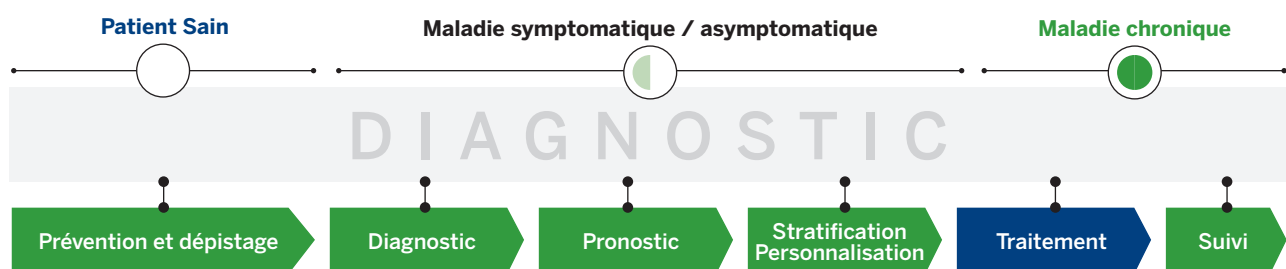 Patient Sain
Maladie symptomatique / asymptomatique
Maladie chronique
DIAGNOSTIC
Prévention et dépistage
Diagnostic
Pronostic
Stratification
Personnalisation
Traitement
Suivi